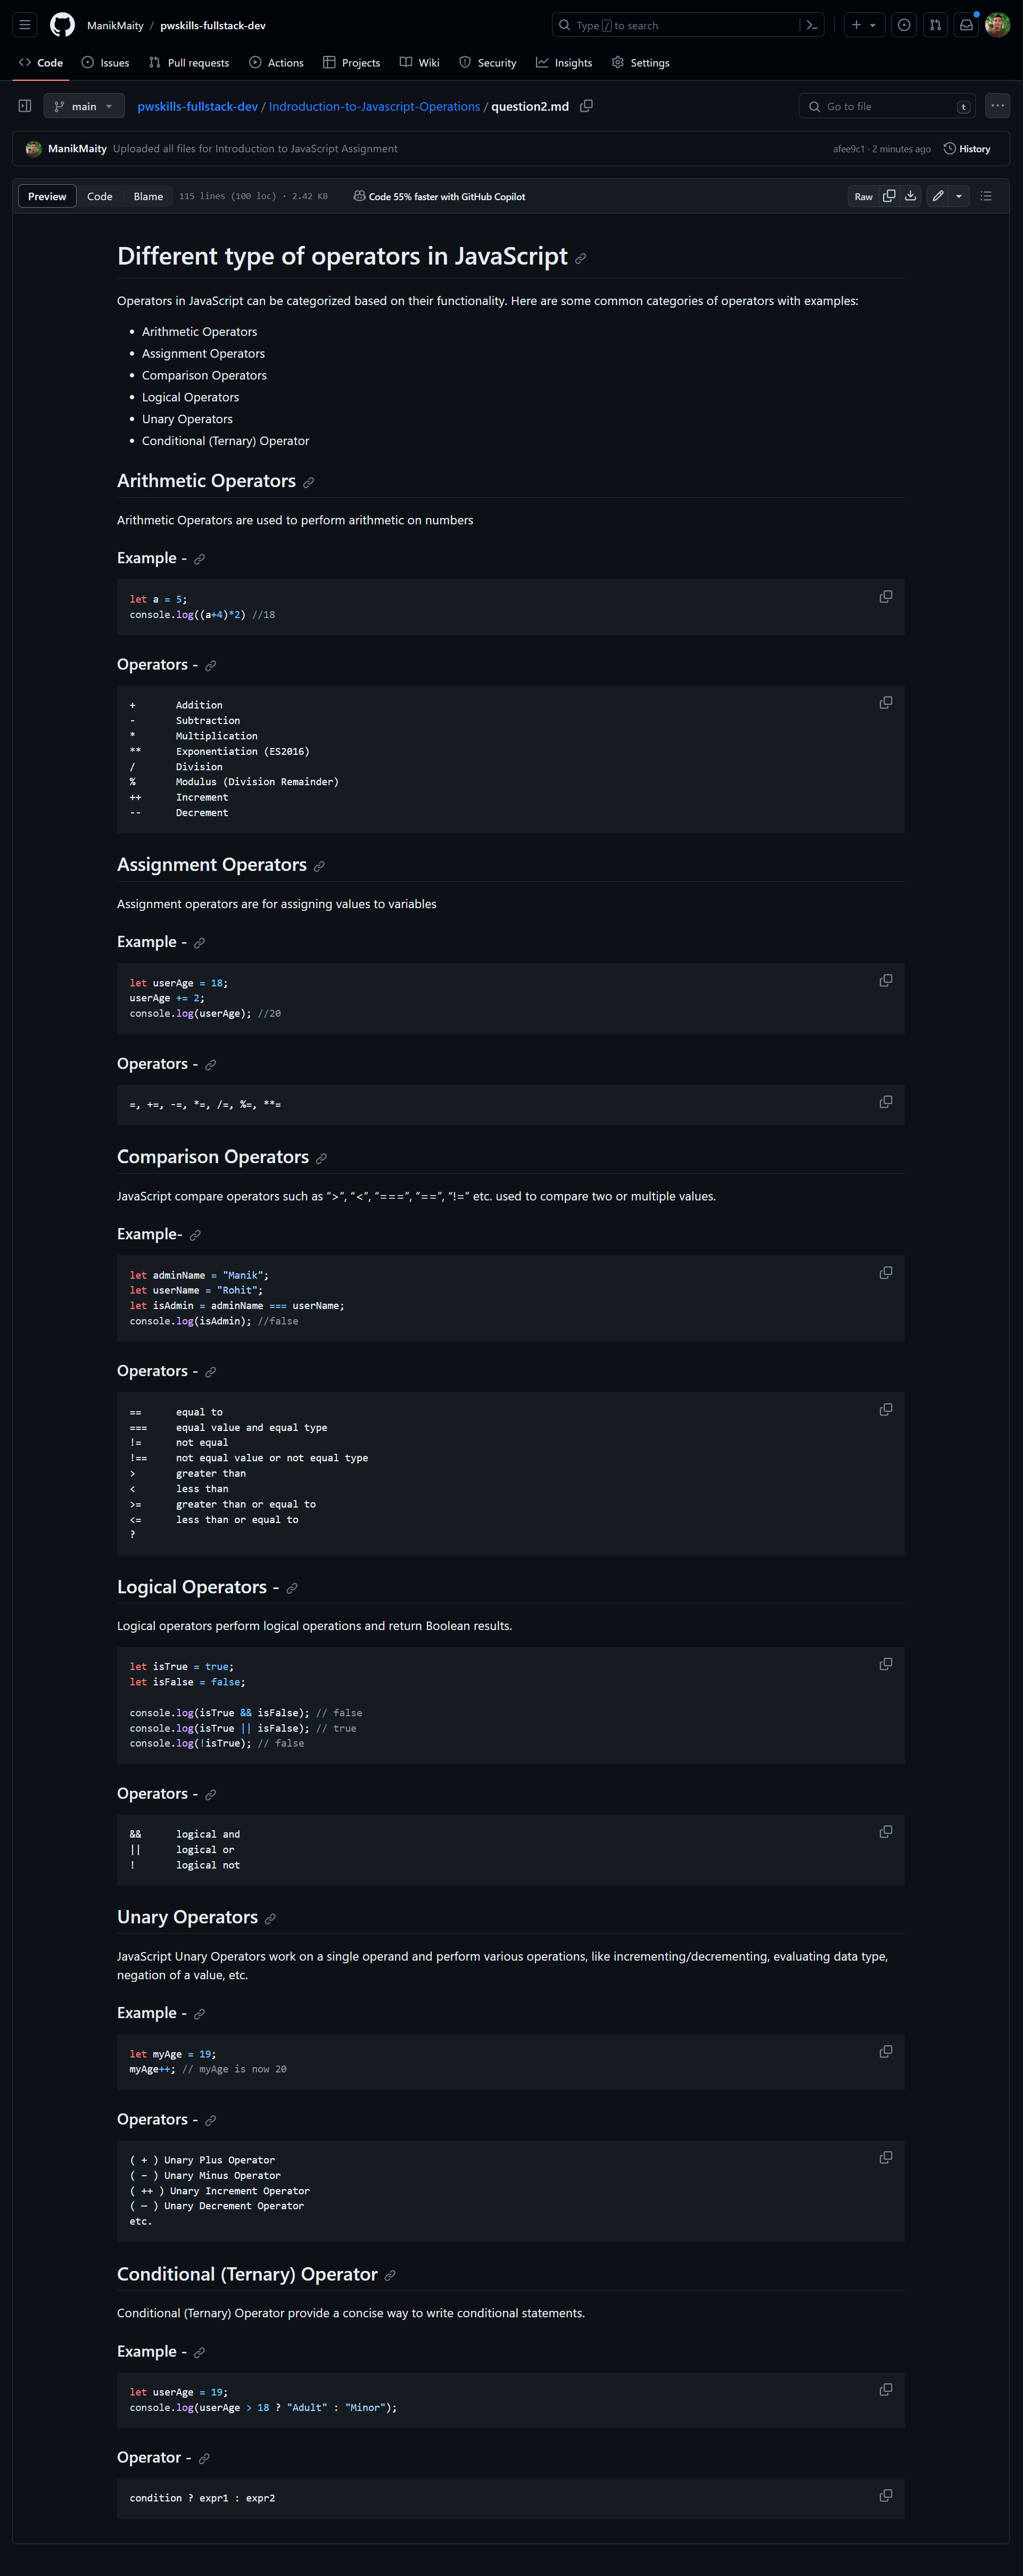 ManikMaity / pwskills-fullstack-dev
Type / to search
Code
Issues
Pull requests
Actions
Projects
Wiki
Security
Insights
Settings
main
pwskills-fullstack-dev / Indroduction-to-Javascript-Operations / question2.md
Go to file
t
ManikMaity Uploaded all files for Introduction to JavaScript Assignment
afee9c1 · 2 minutes ago
History
Preview
Code
Blame
115 lines (100 loc) · 2.42 KB
Code 55% faster with GitHub Copilot
Raw
Different type of operators in JavaScript
Operators in JavaScript can be categorized based on their functionality. Here are some common categories of operators with examples:
• Arithmetic Operators
• Assignment Operators
• Comparison Operators
• Logical Operators
• Unary Operators
• Conditional (Ternary) Operator
Arithmetic Operators
Arithmetic Operators are used to perform arithmetic on numbers
Example -
let a = 5;
console.log((a+4)*2) //18
Operators -
+ Addition
- Subtraction
* Multiplication
** Exponentiation (ES2016)
/ Division
% Modulus (Division Remainder)
++ Increment
-- Decrement
Assignment Operators
Assignment operators are for assigning values to variables
Example -
let userAge = 18;
userAge += 2;
console.log(userAge); //20
Operators -
=, +=, -=, *=, /=, %=, **=
Comparison Operators
JavaScript compare operators such as “>”, “<”, “===”, “==”, “!=” etc. used to compare two or multiple values.
Example-
let adminName = "Manik";
let userName = "Rohit";
let isAdmin = adminName === userName;
console.log(isAdmin); //false
Operators -
== equal to
=== equal value and equal type
!= not equal
!== not equal value or not equal type
> greater than
< less than
>= greater than or equal to
<= less than or equal to
?
Logical Operators -
Logical operators perform logical operations and return Boolean results.
let isTrue = true;
let isFalse = false;
console.log(isTrue && isFalse); // false
console.log(isTrue || isFalse); // true
console.log(!isTrue); // false
Operators -
&& logical and
|| logical or
! logical not
Unary Operators
JavaScript Unary Operators work on a single operand and perform various operations, like incrementing/decrementing, evaluating data type,
negation of a value, etc.
Example -
let myAge = 19;
myAge++; // myAge is now 20
Operators -
( + ) Unary Plus Operator
( – ) Unary Minus Operator
( ++ ) Unary Increment Operator
( — ) Unary Decrement Operator
etc.
Conditional (Ternary) Operator
Conditional (Ternary) Operator provide a concise way to write conditional statements.
Example -
let userAge = 19;
console.log(userAge > 18 ? "Adult" : "Minor");
Operator -
condition ? expr1 : expr2